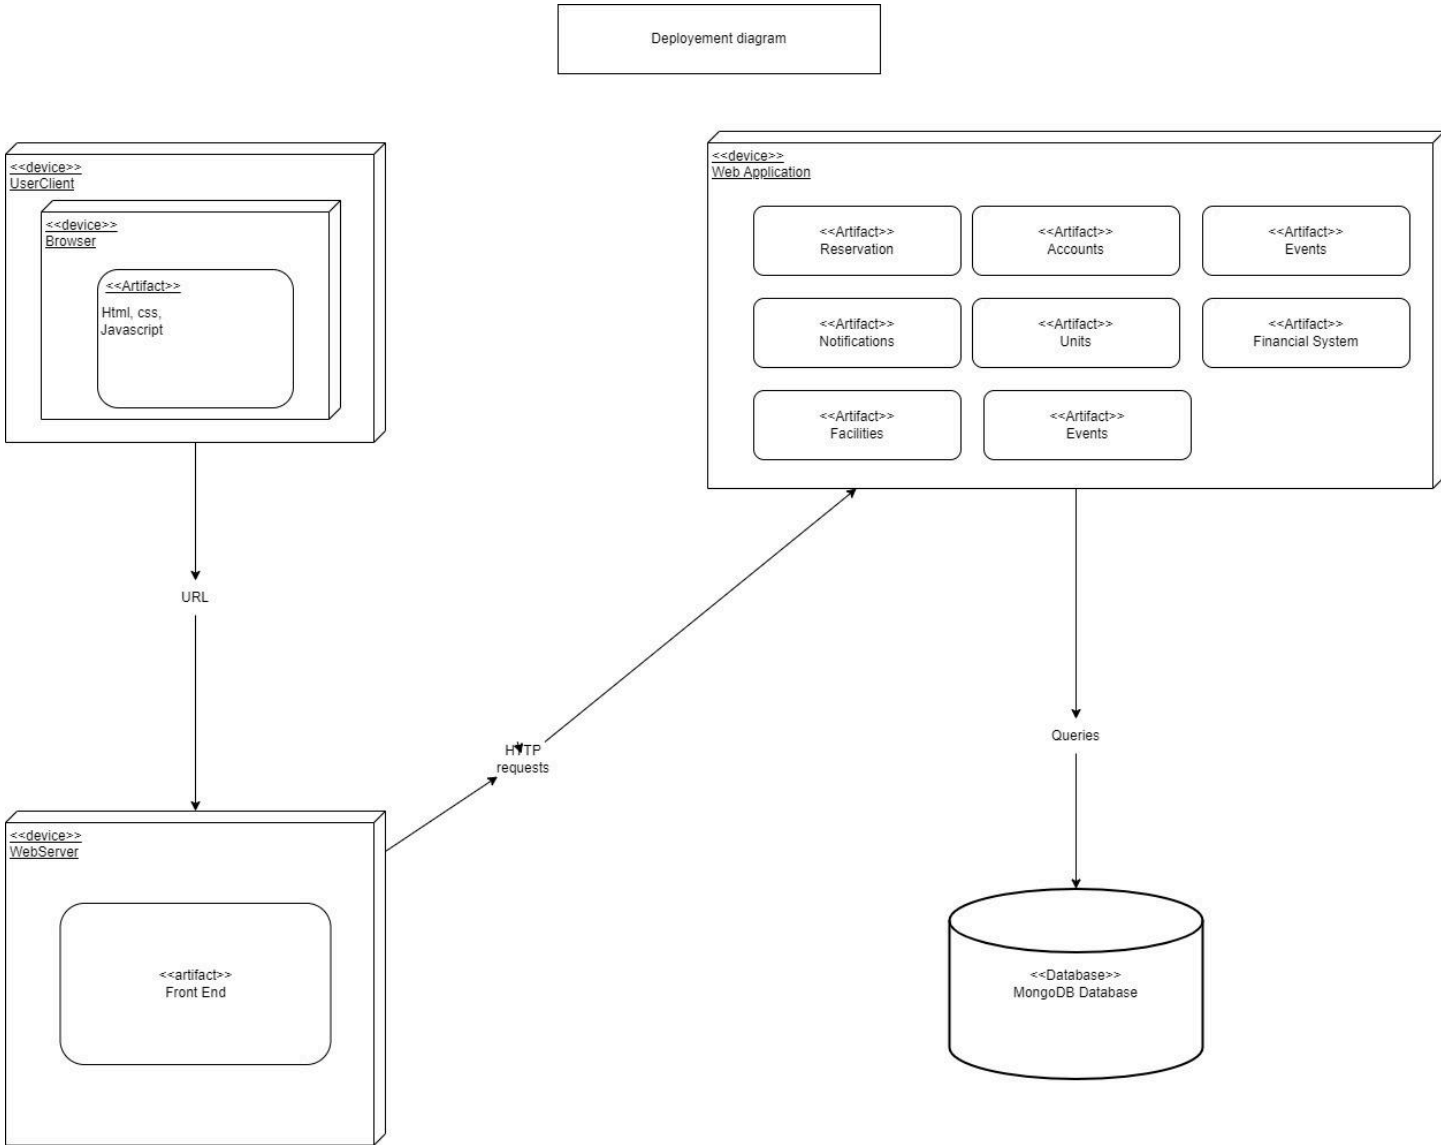 Deployement diagram
<<device>>
UserClient
<<device>>
Browser
<<Artifact>>
Html, css,
Javascript
<<device>>
Web Application
<<Artifact>>
Reservation
<<Artifact>>
Accounts
<<Artifact>>
Events
<<Artifact>>
Notifications
<<Artifact>>
Units
<<Artifact>>
Financial System
<<Artifact>>
Facilities
<<Artifact>>
Events
URL
HTTP
requests
Queries
<<device>>
WebServer
<<artifact>>
Front End
<<Database>>
MongoDB Database